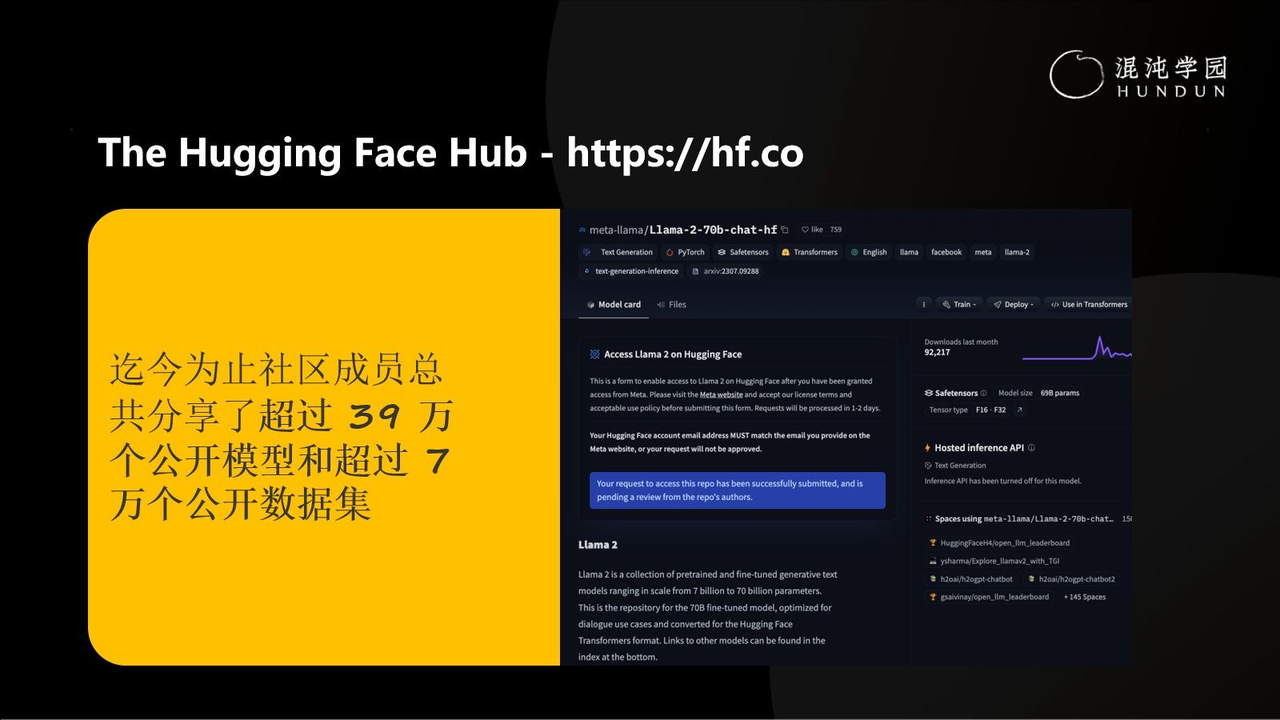 混沌学园
HUNDUN
The Hugging Face Hub - https://hf.co
迄今为止社区成员总
共分享了超过 39 万
个公开模型和超过 7
万个公开数据集
meta-llama/Llama-2-70b-chat-hf like 759
Text Generation PyTorch Safetensors Transformers English llama facebook meta llama-2
text-generation-inference arxiv:2307.09288
Model card Files Train Deploy </> Use in Transformers
Access Llama 2 on Hugging Face
This is a form to enable access to Llama 2 on Hugging Face after you have been granted
access from Meta. Please visit the Meta website and accept our license terms and
acceptable use policy before submitting this form. Requests will be processed in 1-2 days.
Your Hugging Face account email address MUST match the email you provide on the
Meta website, or your request will not be approved.
Your request to access this repo has been successfully submitted, and is
pending a review from the repo's authors.
Llama 2
Llama 2 is a collection of pretrained and fine-tuned generative text
models ranging in scale from 7 billion to 70 billion parameters.
This is the repository for the 70B fine-tuned model, optimized for
dialogue use cases and converted for the Hugging Face
Transformers format. Links to other models can be found in the
index at the bottom.
Downloads last month
92,217
Safetensors Model size 69B params
Tensor type F16 · F32
Hosted inference API
Text Generation
Inference API has been turned off for this model.
Spaces using meta-llama/Llama-2-70b-chat… 150
HuggingFaceH4/open_llm_leaderboard
ysharma/Explore_llamav2_with_TGI
h2oai/h2ogpt-chatbot h2oai/h2ogpt-chatbot2
gsaivinay/open_llm_leaderboard + 145 Spaces